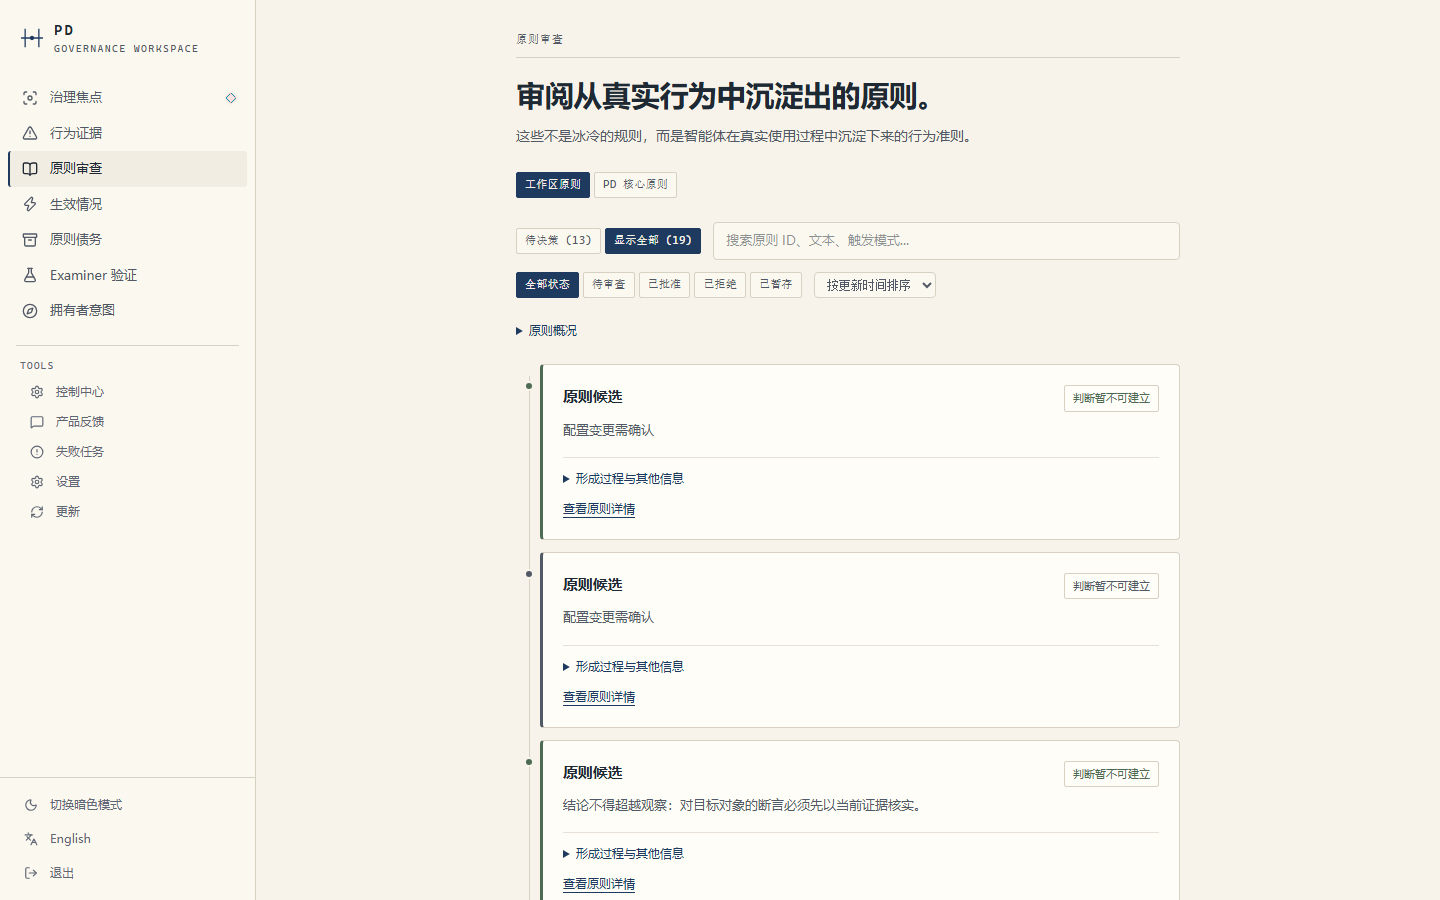 PD
GOVERNANCE WORKSPACE
治理焦点
行为证据
原则审查
生效情况
原则债务
Examiner 验证
拥有者意图
TOOLS
控制中心
产品反馈
失败任务
设置
更新
切换暗色模式
English
退出
原则审查
审阅从真实行为中沉淀出的原则。
这些不是冰冷的规则，而是智能体在真实使用过程中沉淀下来的行为准则。
工作区原则 PD 核心原则
待决策 (13) 显示全部 (19) 搜索原则 ID、文本、触发模式...
全部状态 待审查 已批准 已拒绝 已暂存 按更新时间排序
原则概况
原则候选 判断暂不可建立
配置变更需确认
形成过程与其他信息
查看原则详情
原则候选 判断暂不可建立
配置变更需确认
形成过程与其他信息
查看原则详情
原则候选 判断暂不可建立
结论不得超越观察：对目标对象的断言必须先以当前证据核实。
形成过程与其他信息
查看原则详情